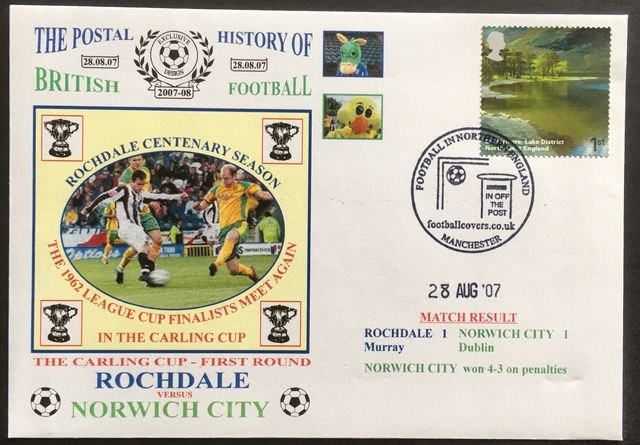 THE POSTAL HISTORY OF
28.08.07 EXCLUSIVE DESIGN 28.08.07
BRITISH 2007-08 FOOTBALL
ROCHDALE CENTENARY SEASON
THE 1962 LEAGUE CUP FINALISTS MEET AGAIN
IN THE CARLING CUP
THE CARLING CUP - FIRST ROUND
ROCHDALE
VERSUS
NORWICH CITY
Lake District
England 1st
FOOTBALL IN NORTHERN ENGLAND
IN OFF
THE
POST
footballcovers.co.uk
MANCHESTER
28 AUG '07
MATCH RESULT
ROCHDALE 1 NORWICH CITY 1
Murray Dublin
NORWICH CITY won 4-3 on penalties